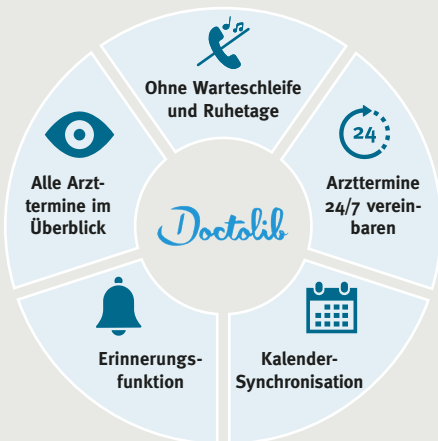 Ohne Warteschleife
und Ruhetage
24
Arzttermine
24/7 verein-
baren
Kalender-
Synchronisation
Erinnerungs-
funktion
Alle Arzt-
termine im
Überblick
Doctolib